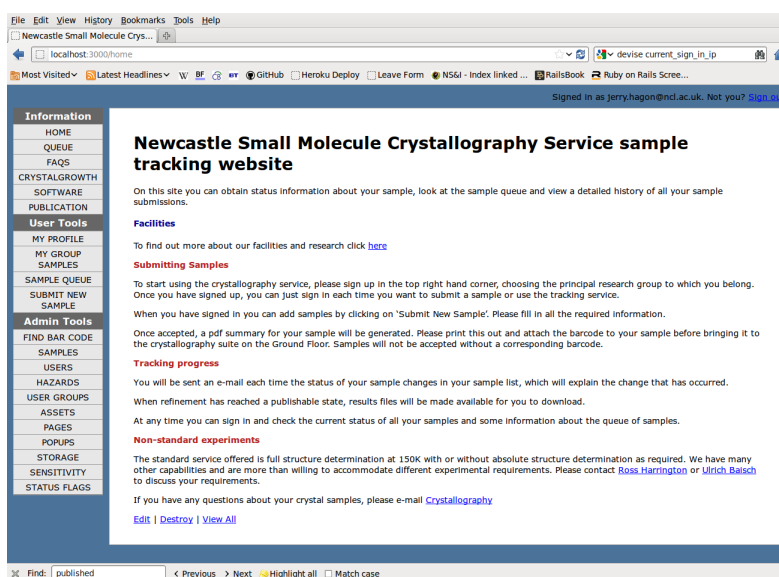 File Edit View History Bookmarks Tools Help
Newcastle Small Molecule Crys...
localhost:3000/home
devise current_sign_in_ip
Most Visited Latest Headlines W BF GitHub Heroku Deploy Leave Form NS&I - Index linked ... RailsBook Ruby on Rails Scree...
Signed in as jerry.hagon@ncl.ac.uk. Not you? Sign ou
Information
HOME
QUEUE
FAQS
CRYSTALGROWTH
SOFTWARE
PUBLICATION
User Tools
MY PROFILE
MY GROUP
SAMPLES
SAMPLE QUEUE
SUBMIT NEW
SAMPLE
Admin Tools
FIND BAR CODE
SAMPLES
USERS
HAZARDS
USER GROUPS
ASSETS
PAGES
POPUPS
STORAGE
SENSITIVITY
STATUS FLAGS
Newcastle Small Molecule Crystallography Service sample
tracking website
On this site you can obtain status information about your sample, look at the sample queue and view a detailed history of all your sample
submissions.
Facilities
To find out more about our facilities and research click here
Submitting Samples
To start using the crystallography service, please sign up in the top right hand corner, choosing the principal research group to which you belong.
Once you have signed up, you can just sign in each time you want to submit a sample or use the tracking service.
When you have signed in you can add samples by clicking on 'Submit New Sample'. Please fill in all the required information.
Once accepted, a pdf summary for your sample will be generated. Please print this out and attach the barcode to your sample before bringing it to
the crystallography suite on the Ground Floor. Samples will not be accepted without a corresponding barcode.
Tracking progress
You will be sent an e-mail each time the status of your sample changes in your sample list, which will explain the change that has occurred.
When refinement has reached a publishable state, results files will be made available for you to download.
At any time you can sign in and check the current status of all your samples and some information about the queue of samples.
Non-standard experiments
The standard service offered is full structure determination at 150K with or without absolute structure determination as required. We have many
other capabilities and are more than willing to accommodate different experimental requirements. Please contact Ross Harrington or Ulrich Baisch
to discuss your requirements.
If you have any questions about your crystal samples, please e-mail Crystallography
Edit | Destroy | View All
Find: published Previous Next Highlight all Match case